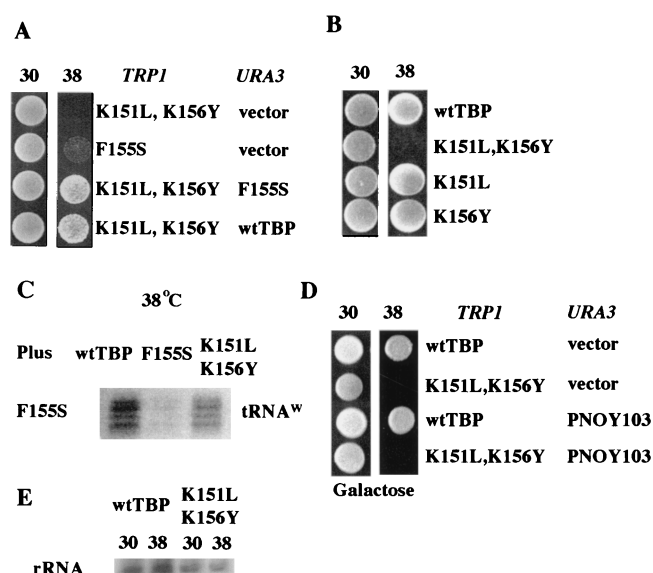 A
30 38 TRP1 URA3
K151L, K156Y vector
F155S vector
K151L, K156Y F155S
K151L, K156Y wtTBP
B
30 38
wtTBP
K151L,K156Y
K151L
K156Y
C
38°C
Plus wtTBP F155S K151L
K156Y
F155S tRNAᵂ
D
30 38 TRP1 URA3
wtTBP vector
K151L,K156Y vector
wtTBP PNOY103
K151L,K156Y PNOY103
Galactose
E
wtTBP K151L
K156Y
30 38 30 38
rRNA